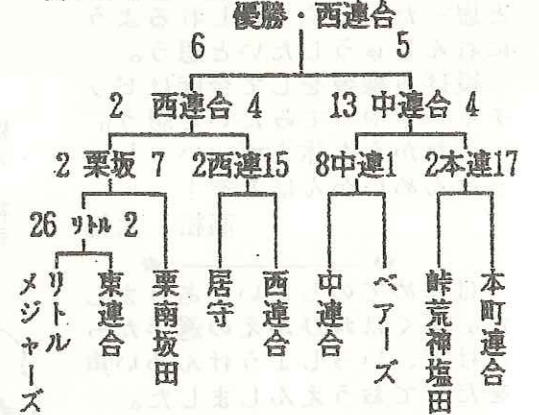 優勝・西連合
6 5
2 西連合 4 13 中連合 4
2 栗坂 7 2西連15 8中連1 2本連17
26 リトル 2
リトルメジャーズ
東連合
栗南坂田
居守
西連合
中連合
ベアーズ
峠荒神塩田
本町連合